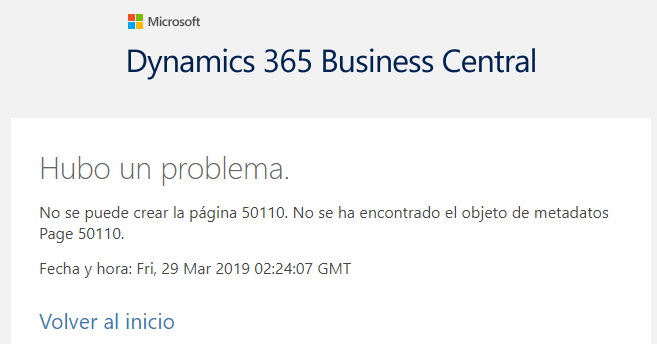 Microsoft
Dynamics 365 Business Central
Hubo un problema.
No se puede crear la página 50110. No se ha encontrado el objeto de metadatos
Page 50110.
Fecha y hora: Fri, 29 Mar 2019 02:24:07 GMT
Volver al inicio